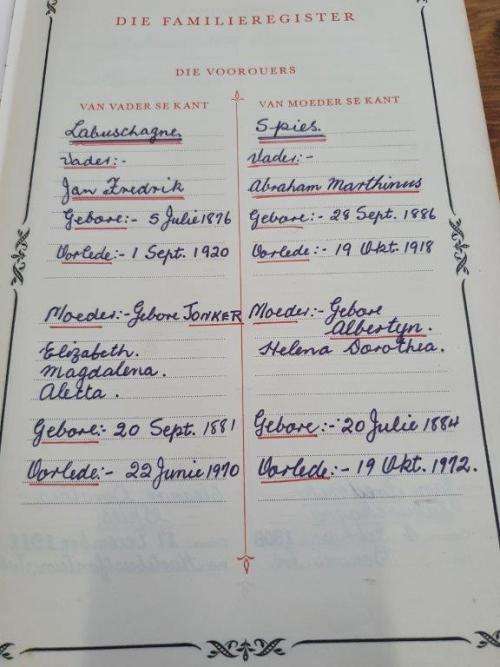 DIE FAMILIEREGISTER
DIE VOOROUERS
VAN VADER SE KANT
Labuschagne.
Vader:-
Jan Fredrik
Gebore:- 5 Julie 1876
Oorlede:- 1 Sept. 1920
Moeder:- Gebore JONKER
Elizabeth.
Magdalena.
Aletta.
Gebore:- 20 Sept. 1881
Oorlede:- 22 Junie 1970
VAN MOEDER SE KANT
Spies.
Vader:-
Abraham Marthinus
Gebore:- 28 Sept. 1886
Oorlede:- 19 Okt. 1918
Moeder:- Gebore
Albertyn.
Helena Dorothea.
Gebore:- 20 Julie 1884
Oorlede:- 19 Okt. 1972.